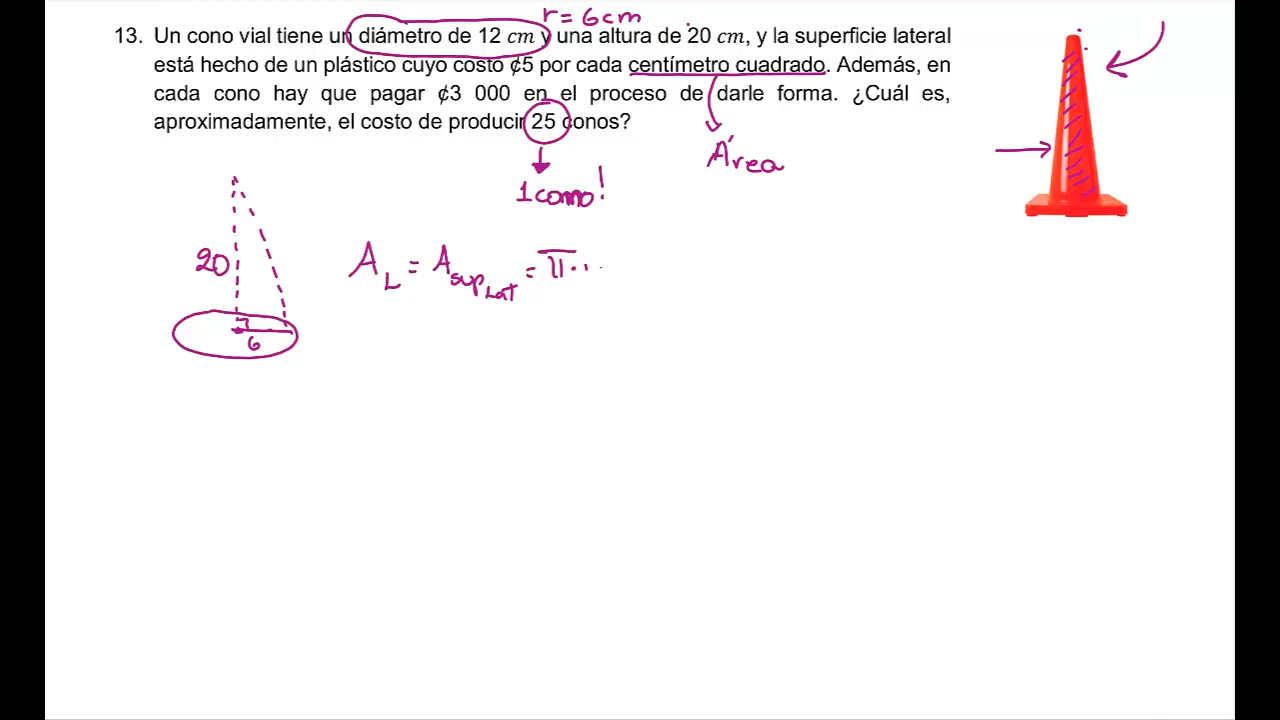 r = 6cm
13. Un cono vial tiene un diámetro de 12 cm y una altura de 20 cm, y la superficie lateral
está hecho de un plástico cuyo costo ₡5 por cada centímetro cuadrado. Además, en
cada cono hay que pagar ₡3 000 en el proceso de darle forma. ¿Cuál es,
aproximadamente, el costo de producir 25 conos?
Área
1 cono!
20
A_L = A_sup_Lat = π · .
6